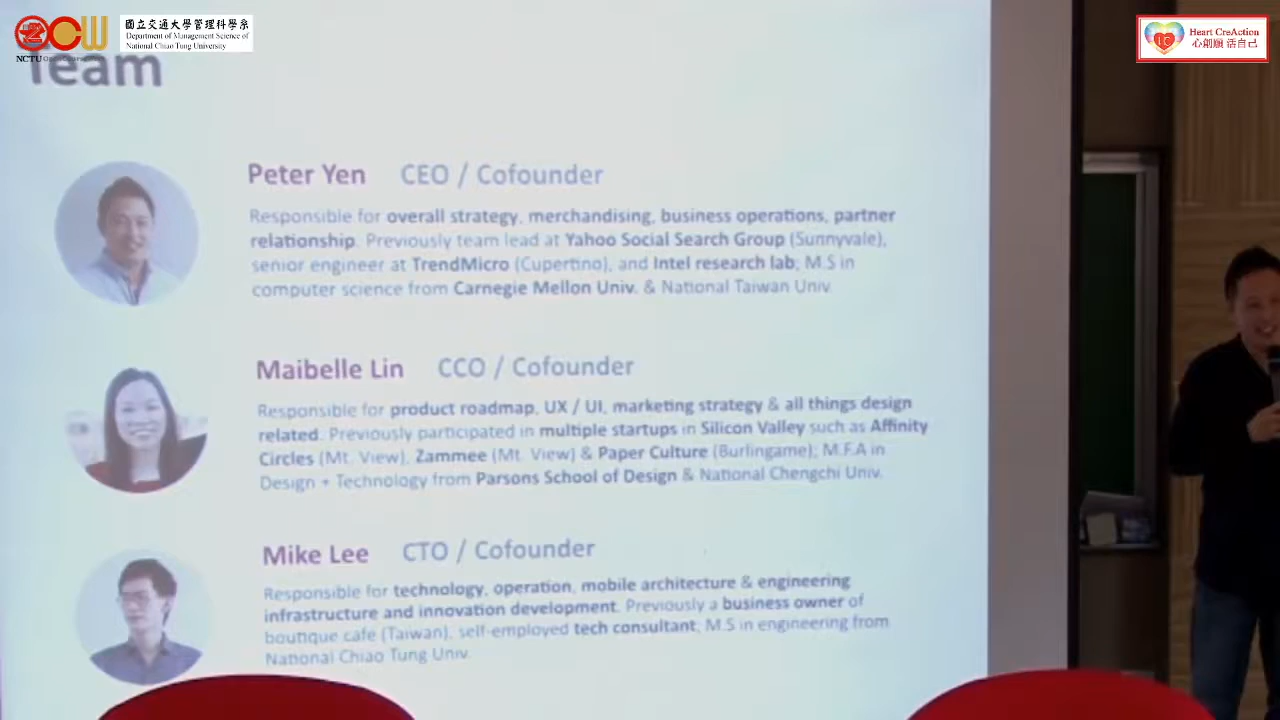 國立交通大學管理科學系
Department of Management Science of
National Chiao Tung University
NCTU
Heart CreAction
心創願 活自己
Team
Peter Yen CEO / Cofounder
Responsible for overall strategy, merchandising, business operations, partner
relationship. Previously team lead at Yahoo Social Search Group (Sunnyvale),
senior engineer at TrendMicro (Cupertino), and Intel research lab; M.S in
computer science from Carnegie Mellon Univ. & National Taiwan Univ.
Maibelle Lin CCO / Cofounder
Responsible for product roadmap, UX / UI, marketing strategy & all things design
related. Previously participated in multiple startups in Silicon Valley such as Affinity
Circles (Mt. View), Zammee (Mt. View) & Paper Culture (Burlingame); M.F.A in
Design + Technology from Parsons School of Design & National Chengchi Univ.
Mike Lee CTO / Cofounder
Responsible for technology, operation, mobile architecture & engineering
infrastructure and innovation development. Previously a business owner of
boutique cafe (Taiwan), self-employed tech consultant; M.S in engineering from
National Chiao Tung Univ.